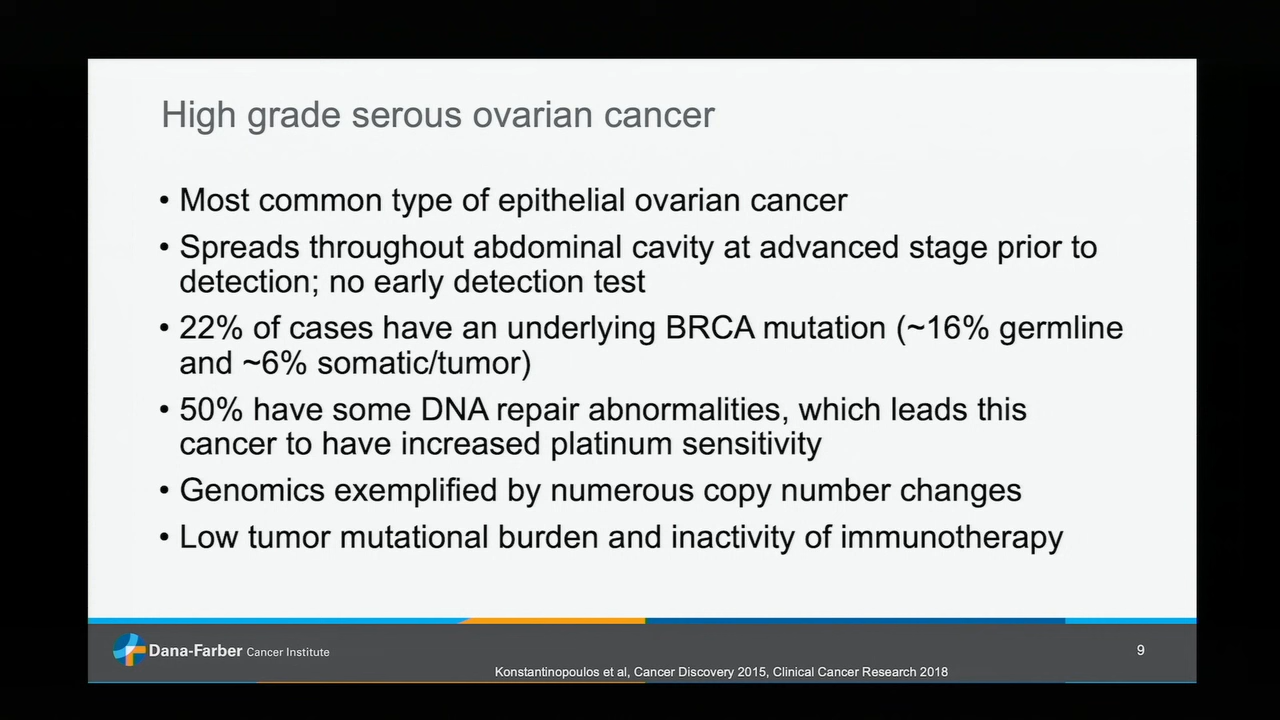 High grade serous ovarian cancer
• Most common type of epithelial ovarian cancer
• Spreads throughout abdominal cavity at advanced stage prior to
detection; no early detection test
• 22% of cases have an underlying BRCA mutation (~16% germline
and ~6% somatic/tumor)
• 50% have some DNA repair abnormalities, which leads this
cancer to have increased platinum sensitivity
• Genomics exemplified by numerous copy number changes
• Low tumor mutational burden and inactivity of immunotherapy
Dana-Farber Cancer Institute
9
Konstantinopoulos et al, Cancer Discovery 2015, Clinical Cancer Research 2018